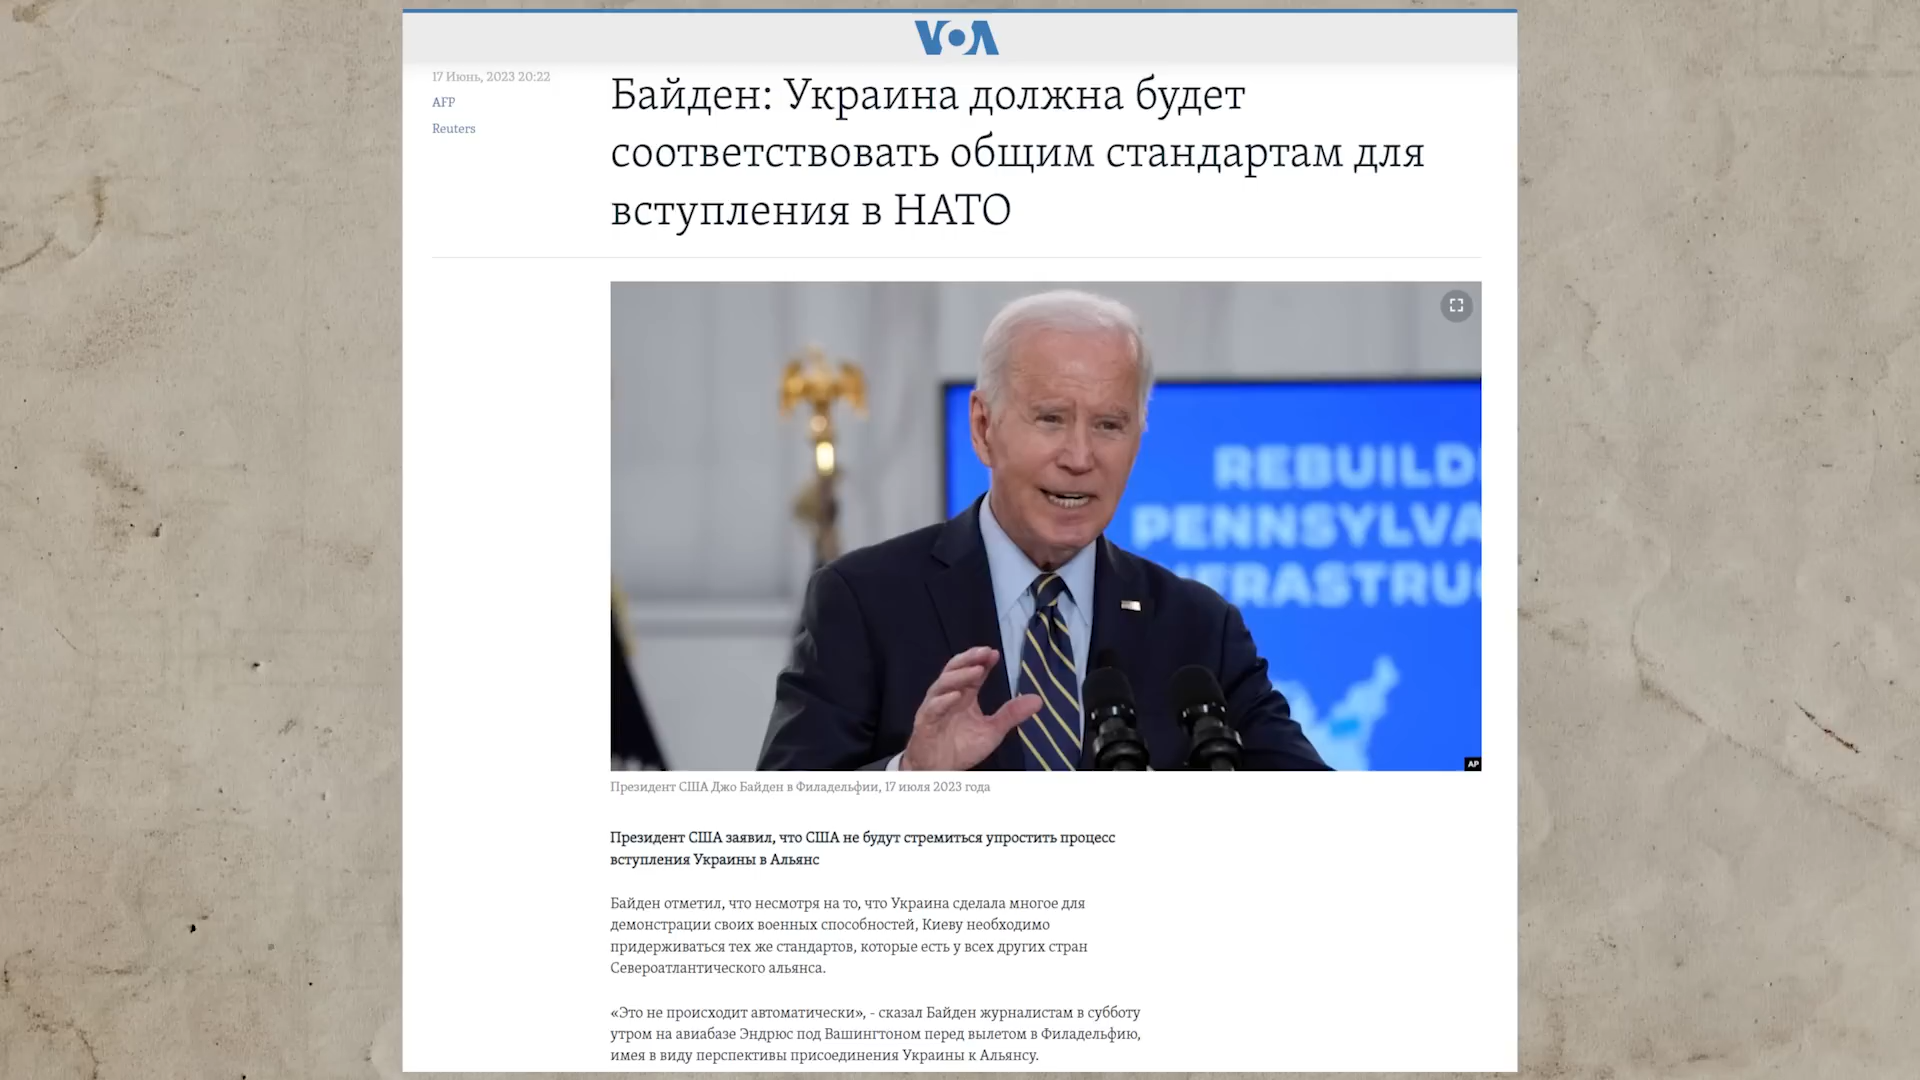 VOA
17 Июнь, 2023 20:22
AFP
Reuters
Байден: Украина должна будет
соответствовать общим стандартам для
вступления в НАТО
REBUILD
PENNSYLVA
FRASTRUC
AP
Президент США Джо Байден в Филадельфии, 17 июля 2023 года
Президент США заявил, что США не будут стремиться упростить процесс
вступления Украины в Альянс
Байден отметил, что несмотря на то, что Украина сделала многое для
демонстрации своих военных способностей, Киеву необходимо
придерживаться тех же стандартов, которые есть у всех других стран
Североатлантического альянса.
«Это не происходит автоматически», - сказал Байден журналистам в субботу
утром на авиабазе Эндрюс под Вашингтоном перед вылетом в Филадельфию,
имея в виду перспективы присоединения Украины к Альянсу.